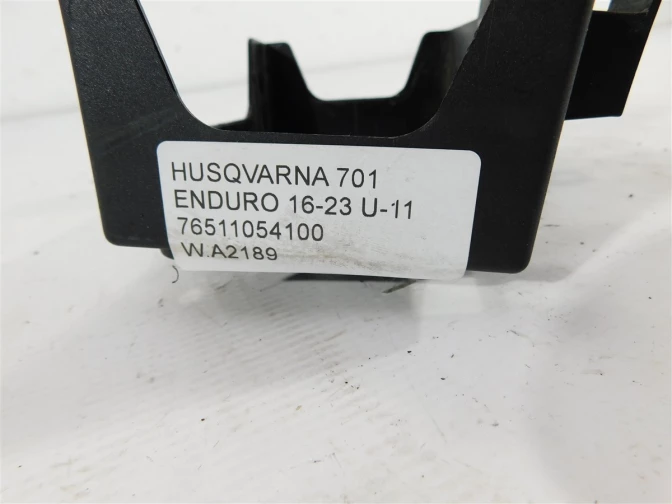 HUSQVARNA 701
ENDURO 16-23 U-11
76511054100
W.A2189